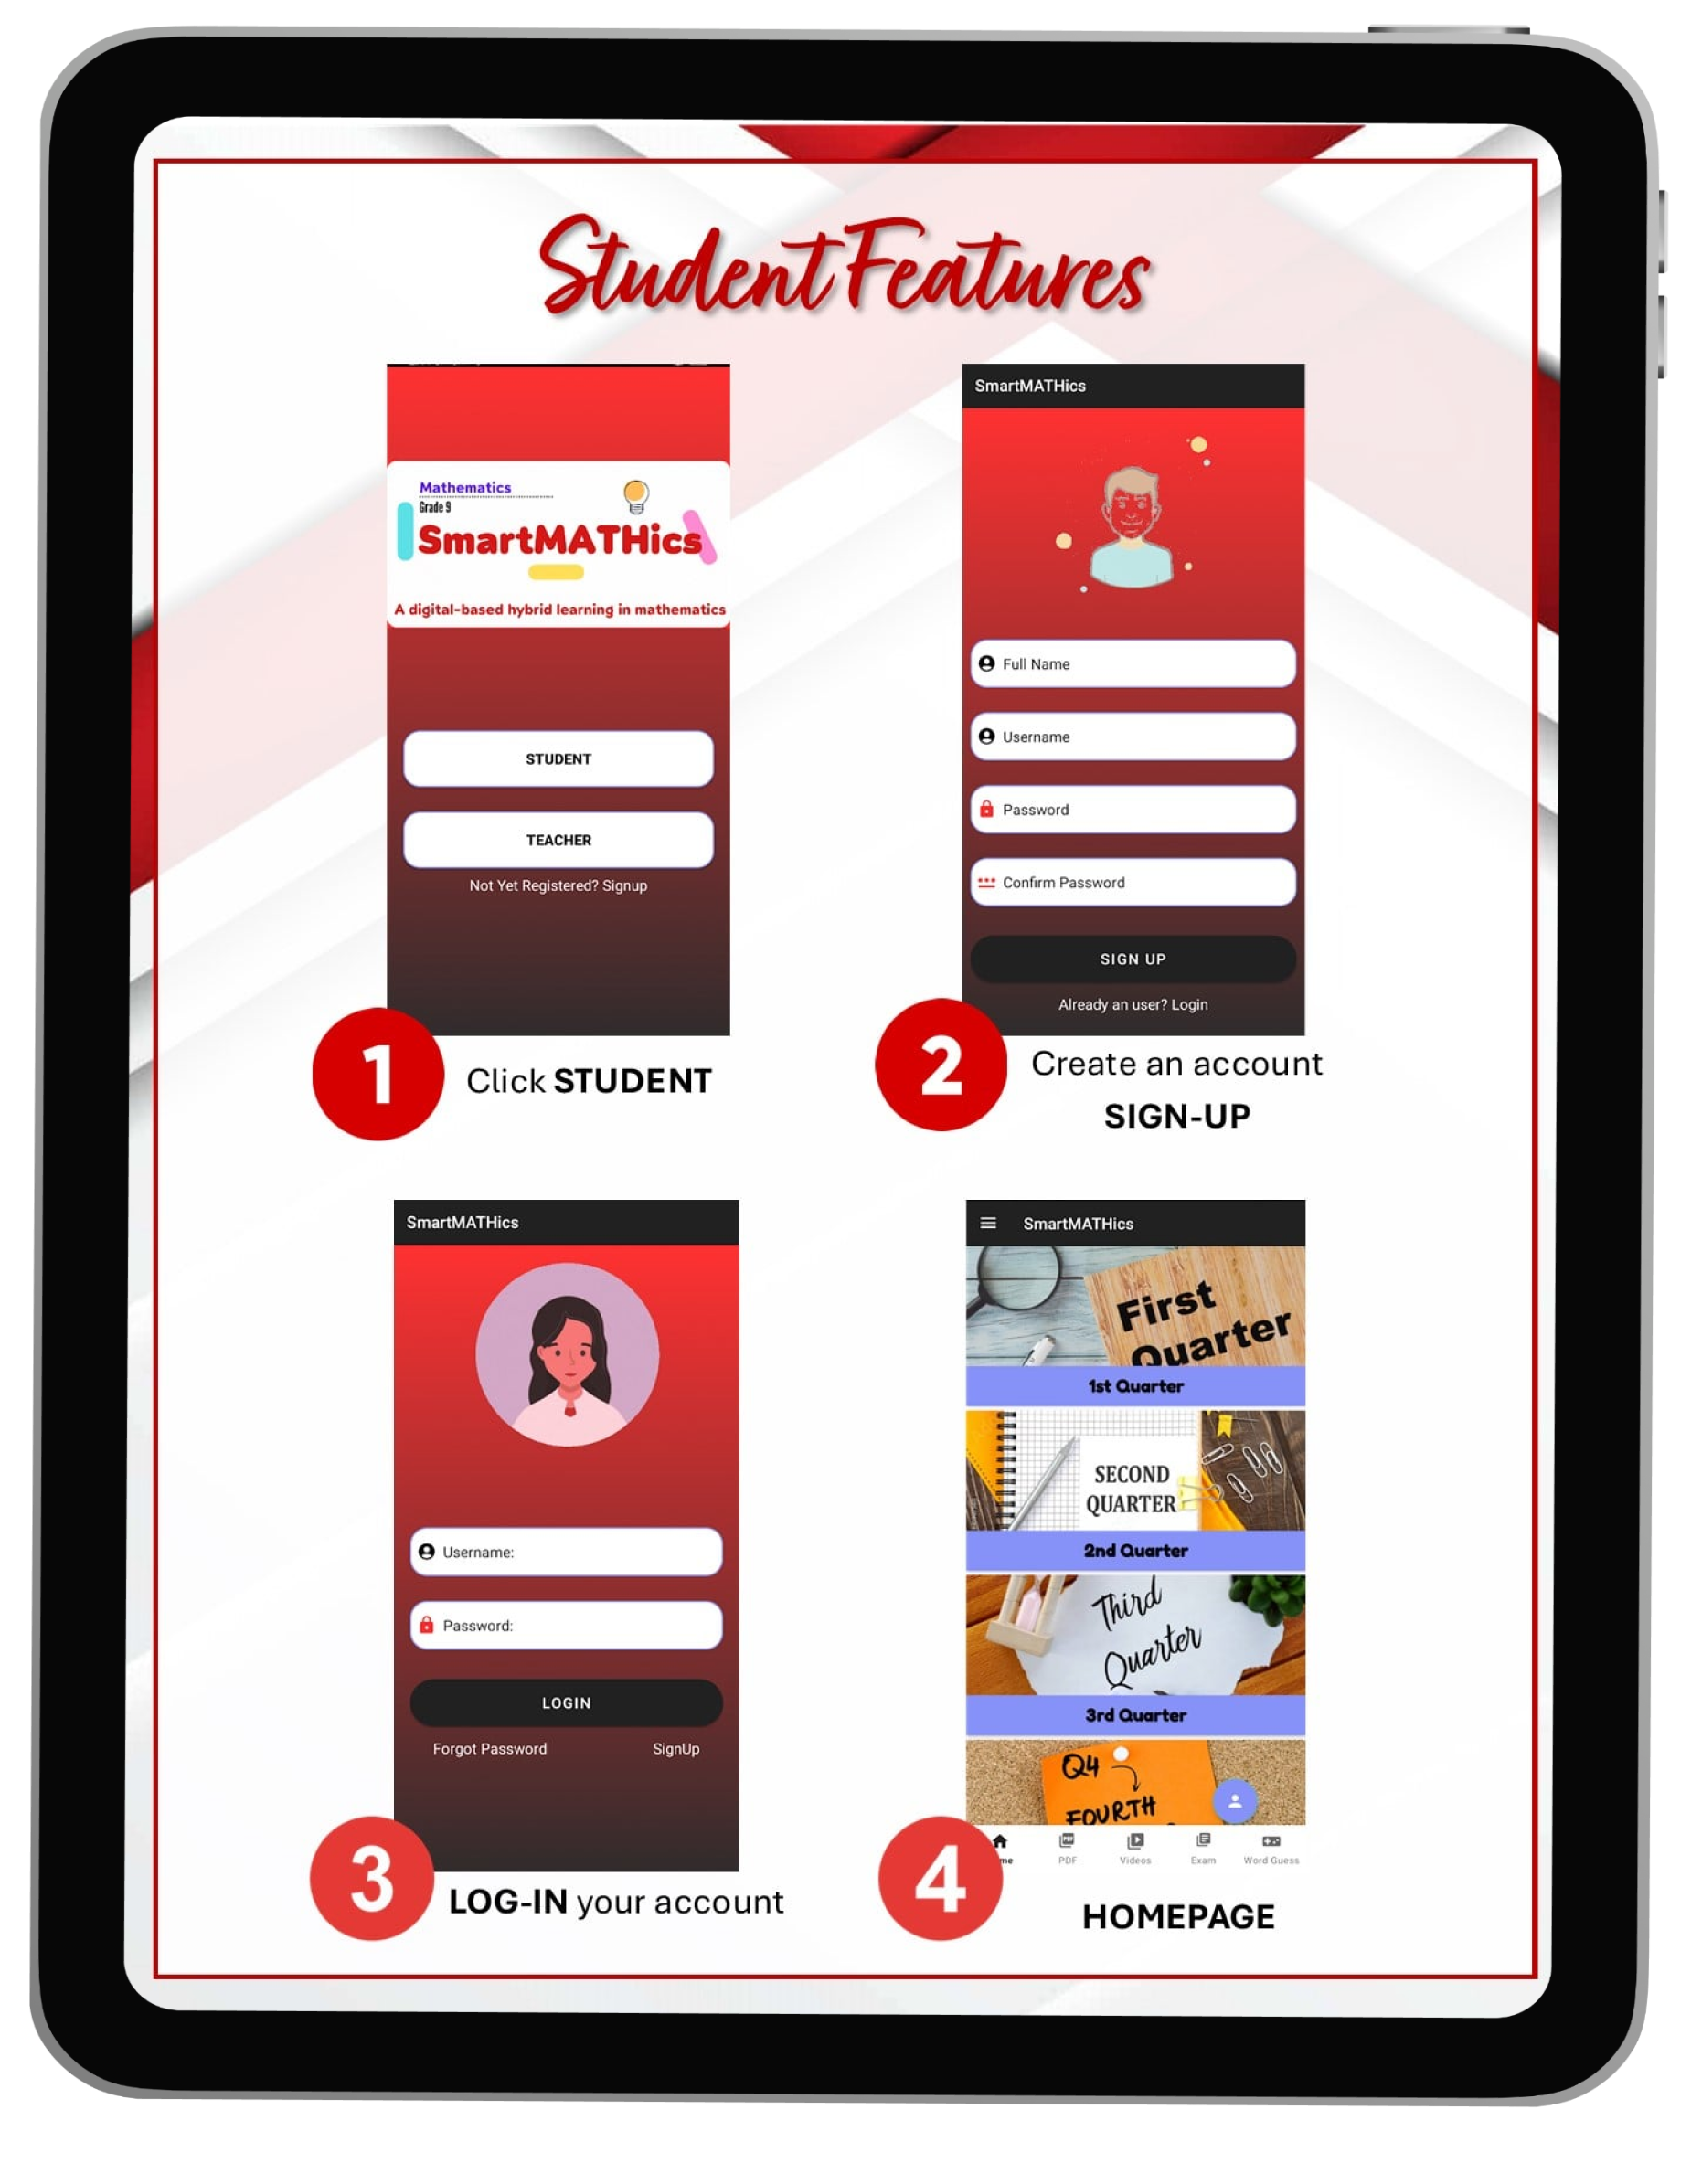 Student Features
Mathematics
Grade 9
SmartMATHics
A digital-based hybrid learning in mathematics
STUDENT
TEACHER
Not Yet Registered? Signup
1
Click STUDENT
SmartMATHics
Full Name
Username
Password
Confirm Password
SIGN UP
Already an user? Login
2
Create an account
SIGN-UP
SmartMATHics
Username:
Password:
LOGIN
Forgot Password
SignUp
3
LOG-IN your account
SmartMATHics
First
Quarter
1st Quarter
SECOND
QUARTER
2nd Quarter
Third
Quarter
3rd Quarter
Q4
FOURTH
me
PDF
Videos
Exam
Word Guess
4
HOMEPAGE